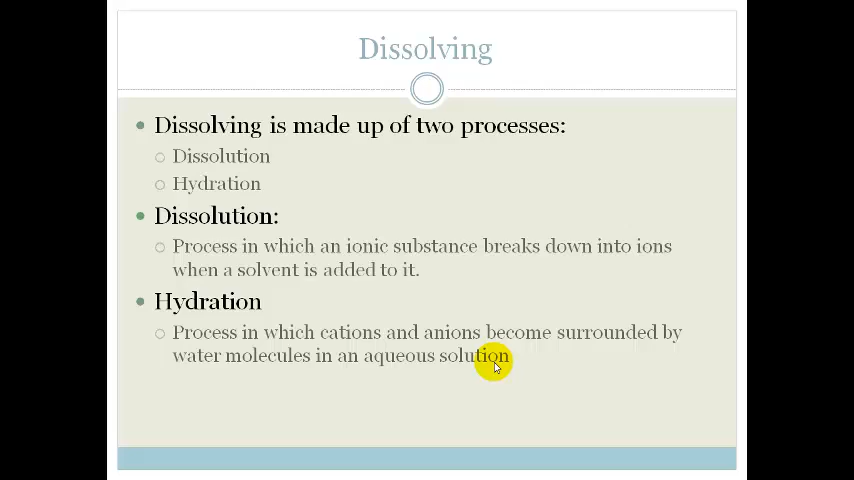 Dissolving
Dissolving is made up of two processes:
Dissolution
Hydration
Dissolution:
Process in which an ionic substance breaks down into ions
when a solvent is added to it.
Hydration
Process in which cations and anions become surrounded by
water molecules in an aqueous solution